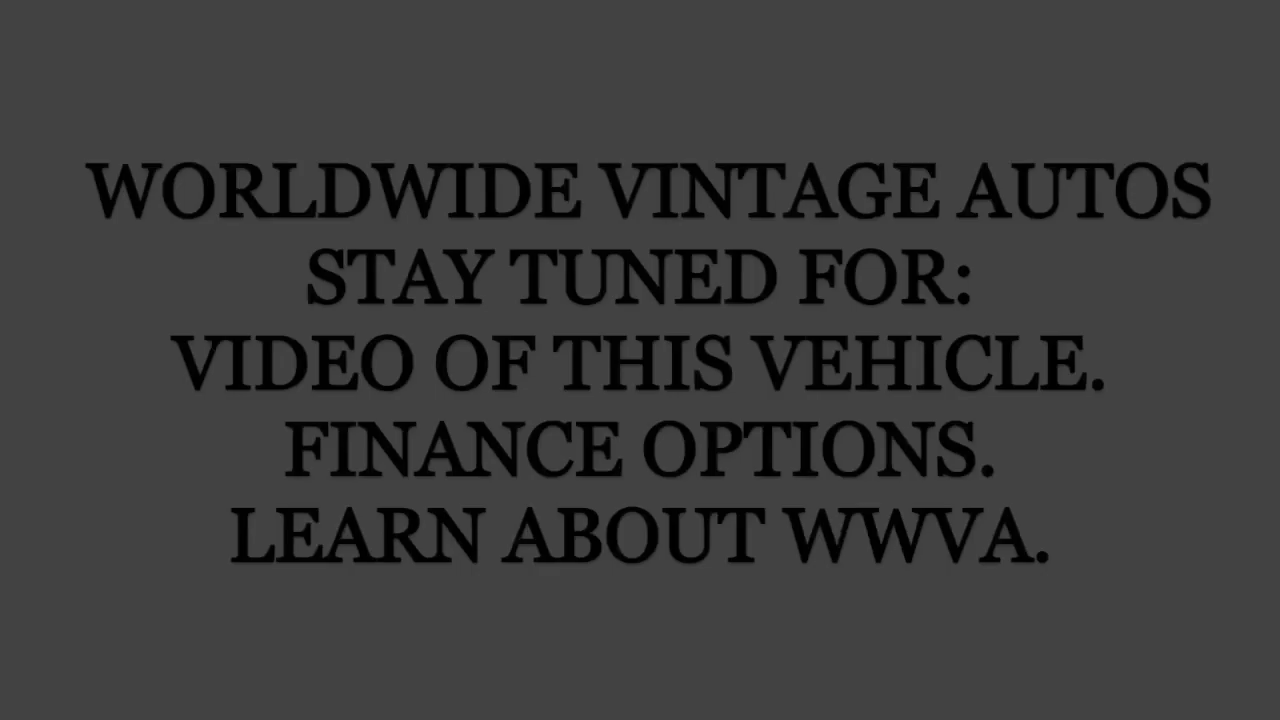 WORLDWIDE VINTAGE AUTOS
STAY TUNED FOR:
VIDEO OF THIS VEHICLE.
FINANCE OPTIONS.
LEARN ABOUT WWVA.